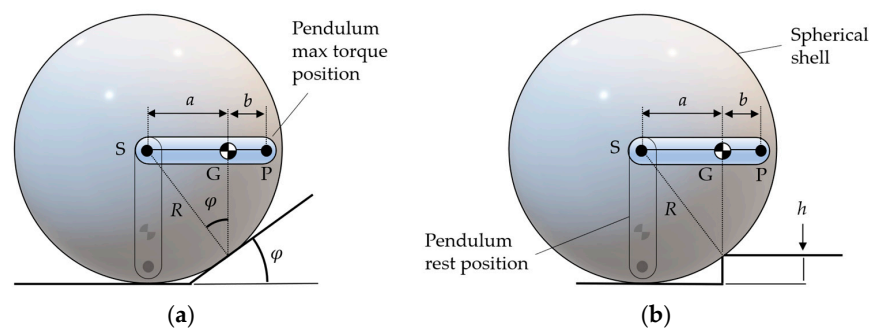 Pendulum
max torque
position
a
b
S
G
P
R
φ
φ
(a)
Spherical
shell
a
b
S
G
P
R
h
Pendulum
rest position
(b)